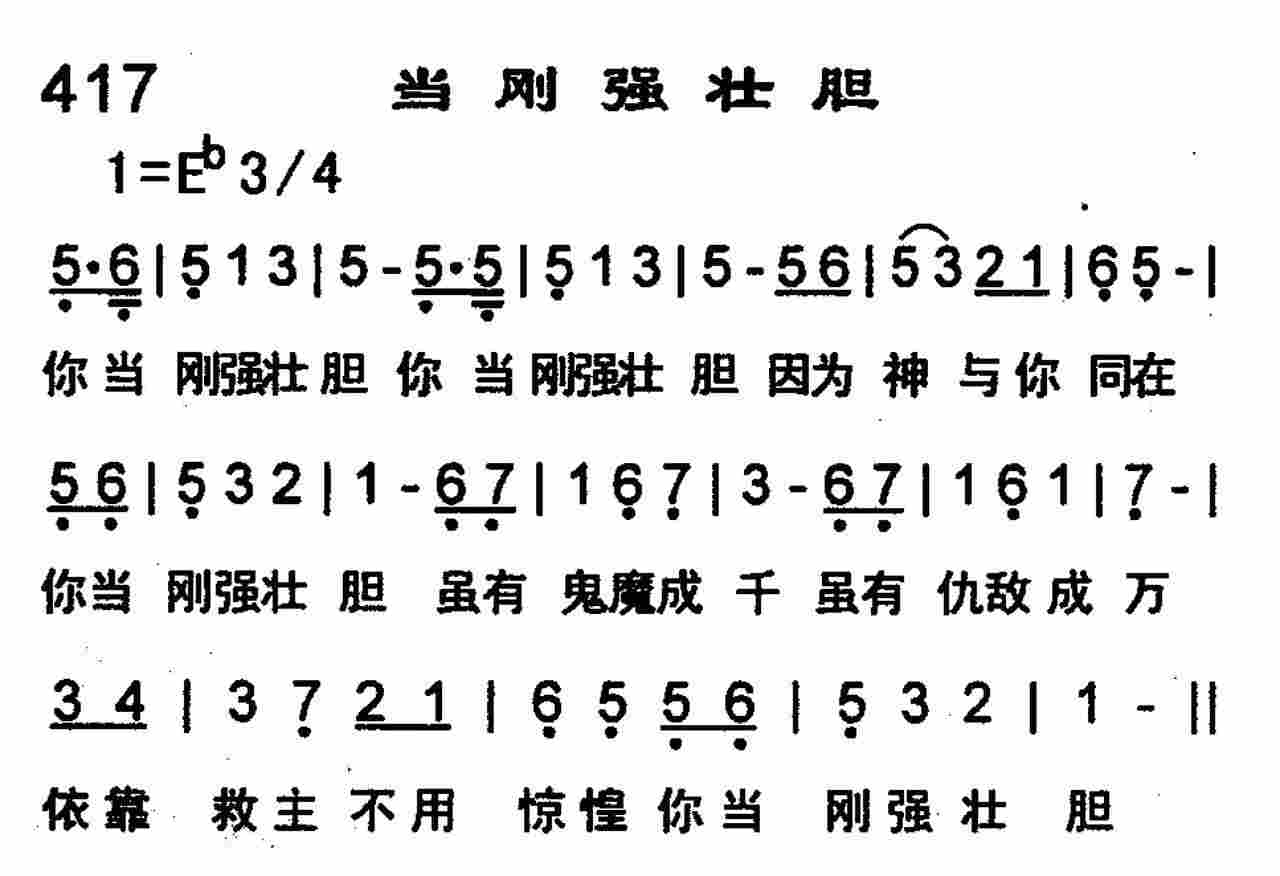 417 当刚强壮胆
1=E♭ 3/4
5·6|5 1 3|5-5·5|5 1 3|5-5 6|5 3 2 1|6 5-|
你当 刚强壮 胆 你 当 刚强壮 胆 因为 神 与你 同在
5 6|5 3 2|1-6 7|1 6 7|3-6 7|1 6 1|7-|
你当 刚强壮 胆 虽有 鬼魔成 千 虽有 仇敌成 万
3 4|3 7 2 1|6 5 5 6|5 3 2|1-||
依靠 救主不用 惊惶你当 刚强壮 胆